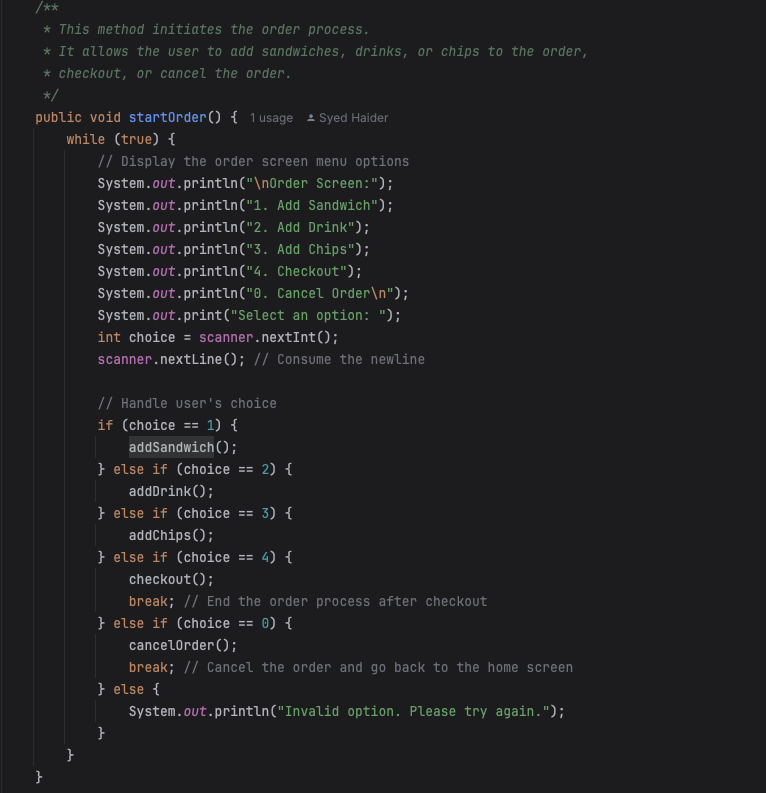 /**
 * This method initiates the order process.
 * It allows the user to add sandwiches, drinks, or chips to the order,
 * checkout, or cancel the order.
 */
public void startOrder() { 1 usage Syed Haider
    while (true) {
        // Display the order screen menu options
        System.out.println("\nOrder Screen:");
        System.out.println("1. Add Sandwich");
        System.out.println("2. Add Drink");
        System.out.println("3. Add Chips");
        System.out.println("4. Checkout");
        System.out.println("0. Cancel Order\n");
        System.out.print("Select an option: ");
        int choice = scanner.nextInt();
        scanner.nextLine(); // Consume the newline

        // Handle user's choice
        if (choice == 1) {
            addSandwich();
        } else if (choice == 2) {
            addDrink();
        } else if (choice == 3) {
            addChips();
        } else if (choice == 4) {
            checkout();
            break; // End the order process after checkout
        } else if (choice == 0) {
            cancelOrder();
            break; // Cancel the order and go back to the home screen
        } else {
            System.out.println("Invalid option. Please try again.");
        }
    }
}